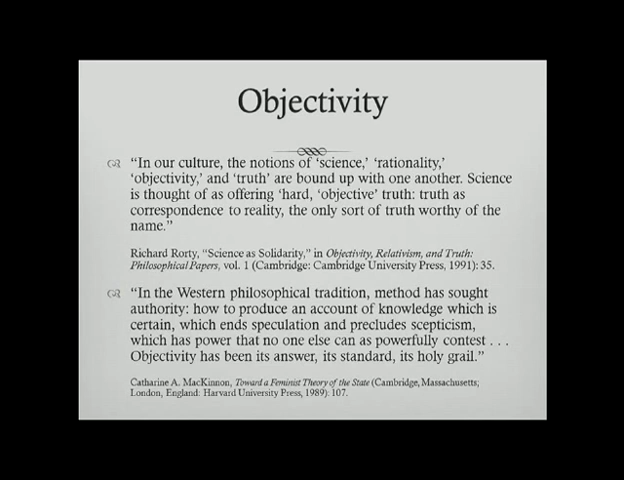 Objectivity
“In our culture, the notions of ‘science,’ ‘rationality,’
‘objectivity,’ and ‘truth’ are bound up with one another. Science
is thought of as offering ‘hard, ‘objective’ truth: truth as
correspondence to reality, the only sort of truth worthy of the
name.”
Richard Rorty, “Science as Solidarity,” in Objectivity, Relativism, and Truth:
Philosophical Papers, vol. 1 (Cambridge: Cambridge University Press, 1991): 35.
“In the Western philosophical tradition, method has sought
authority: how to produce an account of knowledge which is
certain, which ends speculation and precludes scepticism,
which has power that no one else can as powerfully contest . . .
Objectivity has been its answer, its standard, its holy grail.”
Catharine A. MacKinnon, Toward a Feminist Theory of the State (Cambridge, Massachusetts;
London, England: Harvard University Press, 1989): 107.